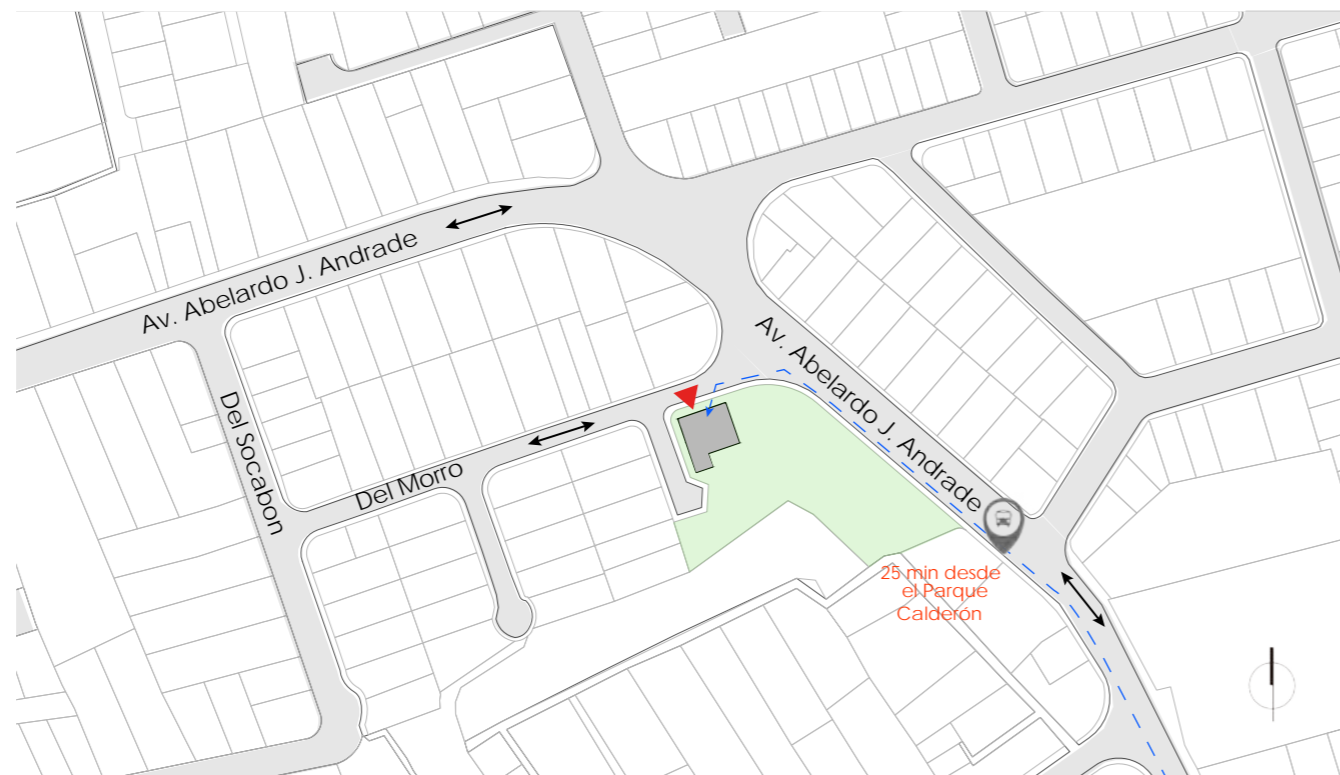 Av. Abelardo J. Andrade
Av. Abelardo J. Andrade
Del Socabon
Del Morro
25 min desde
el Parque
Calderón